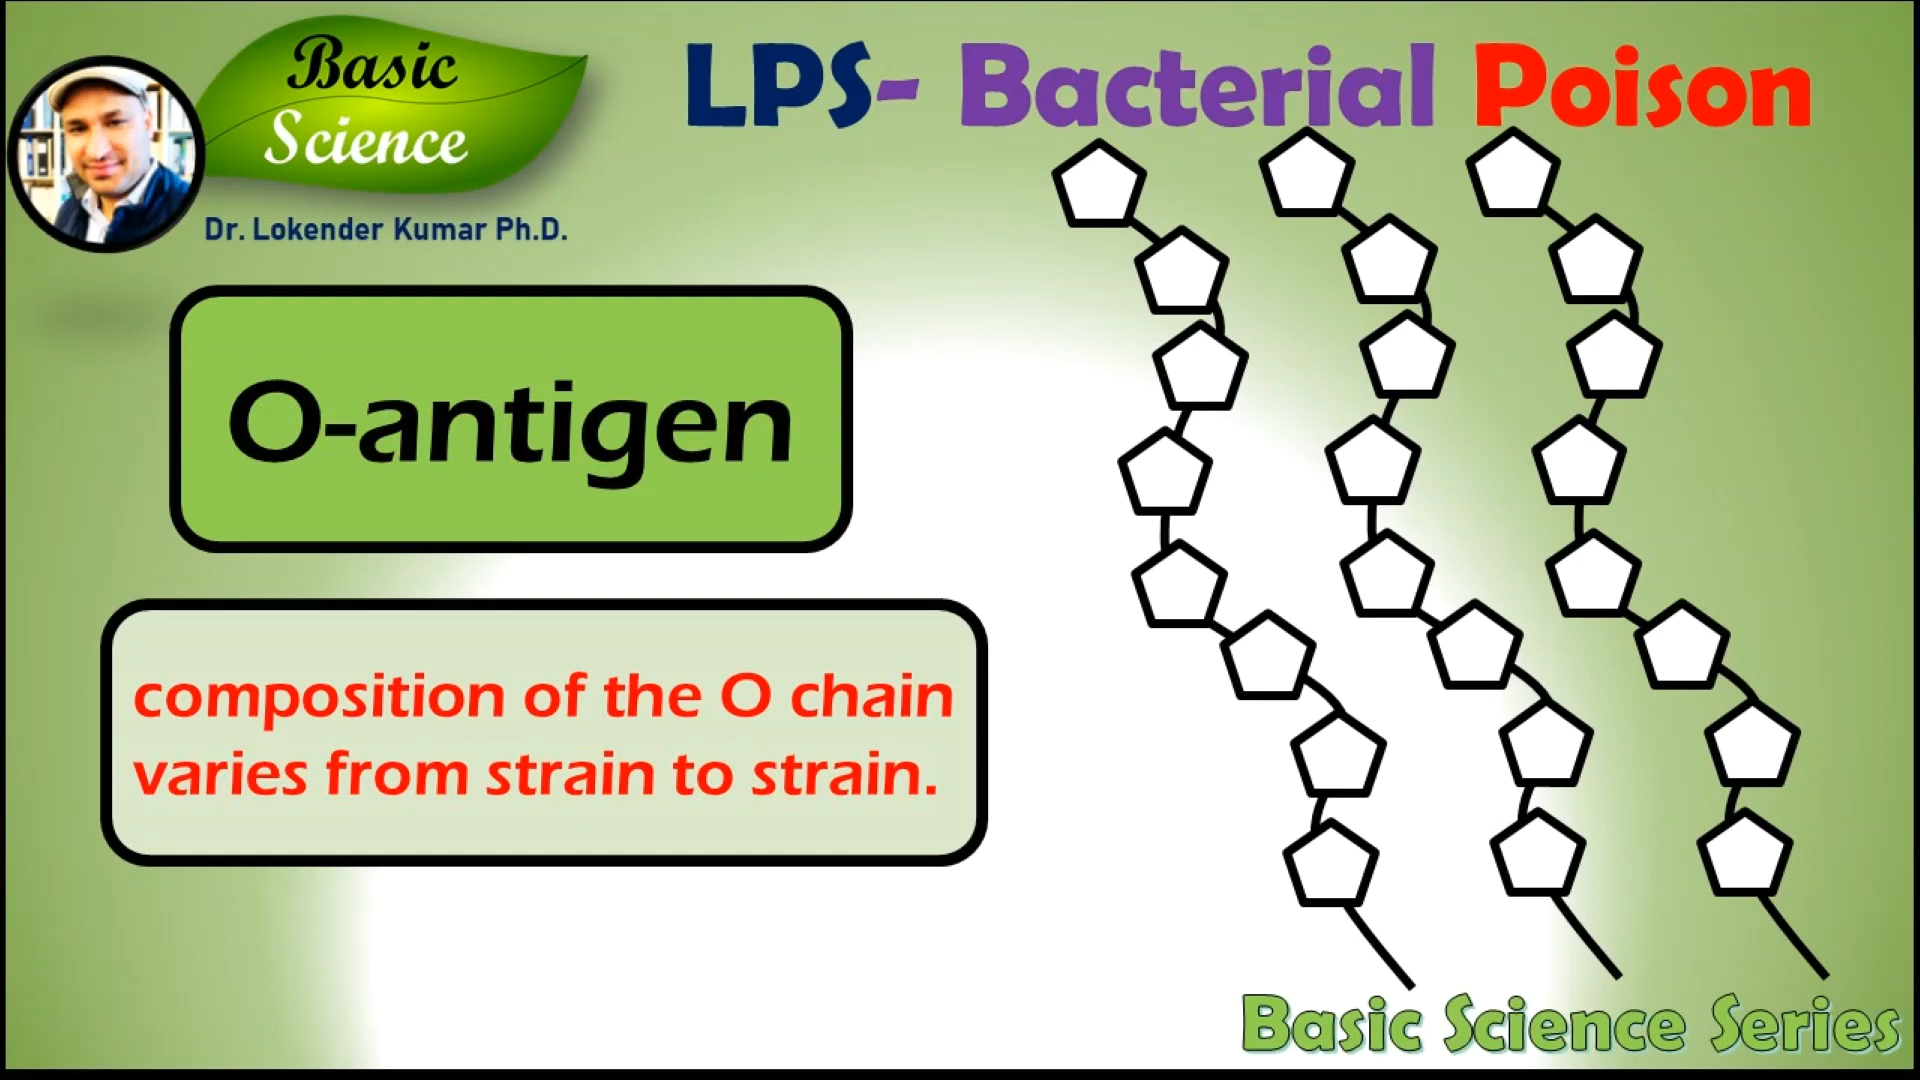 Basic
Science
Dr. Lokender Kumar Ph.D.
LPS- Bacterial Poison
O-antigen
composition of the O chain
varies from strain to strain.
Basic Science Series